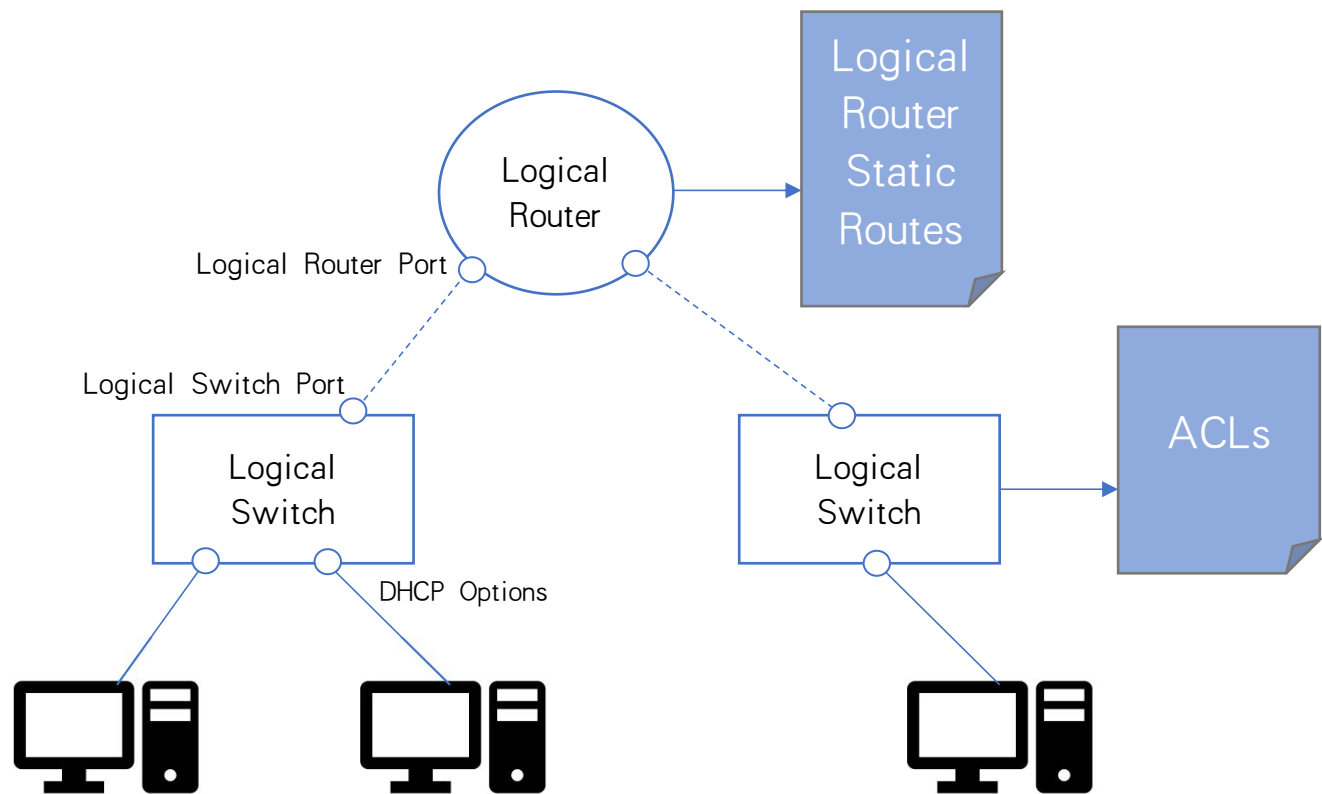 Logical
Router
Static
Routes
Logical
Router
Logical Router Port
Logical Switch Port
Logical
Switch
Logical
Switch
ACLs
DHCP Options